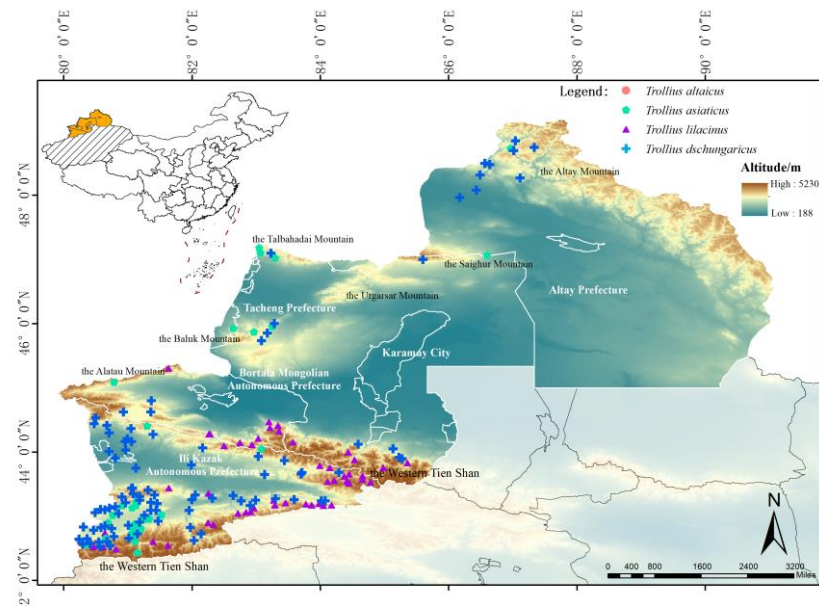 80° 0′0″E
82° 0′0″E
84° 0′0″E
86° 0′0″E
88° 0′0″E
90° 0′0″E
Legend:
Trollius altaicus
Trollius asiaticus
Trollius lilacinus
Trollius dschungaricus
Altitude/m
High : 5230
Low : 188
48° 0′0″N
46° 0′0″N
44° 0′0″N
2° 0′0″N
the Altay Mountain
the Talbahadai Mountain
the Saighur Mountain
the Urgarsar Mountain
Altay Prefecture
Tacheng Prefecture
the Baluk Mountain
Karamay City
the Alatau Mountain
Bortala Mongolian
Autonomous Prefecture
Ili Kazak
Autonomous Prefecture
the Western Tien Shan
the Western Tien Shan
N
0 400 800 1600 2400 3200
Miles